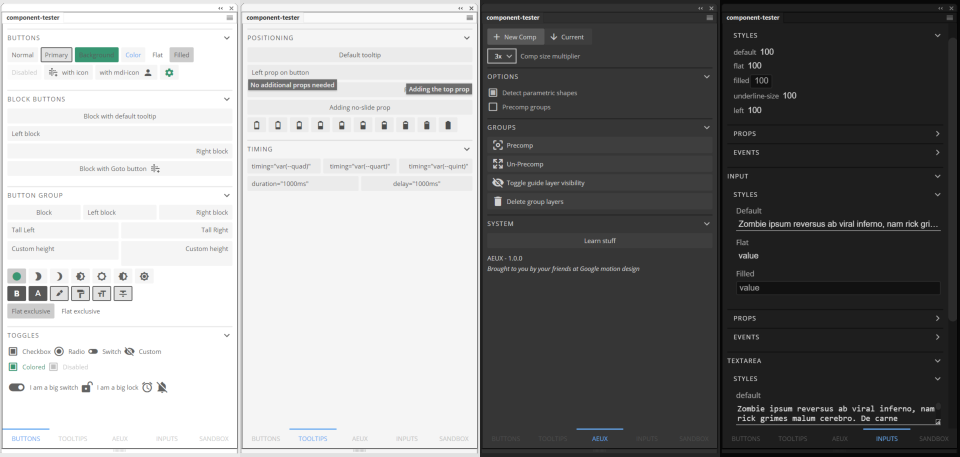 component-tester
BUTTONS
Normal Primary Background Color Flat Filled
Disabled with icon with mdi-icon
BLOCK BUTTONS
Block with default tooltip
Left block
Right block
Block with Goto button
BUTTON GROUP
Block Left block Right block
Tall Left Tall Right
Custom height Custom height
B A
Flat exclusive Flat exclusive
TOGGLES
Checkbox Radio Switch Custom
Colored Disabled
I am a big switch I am a big lock
BUTTONS TOOLTIPS AEUX INPUTS SANDBOX
component-tester
POSITIONING
Default tooltip
Left prop on button
No additional props needed Adding the top prop
Adding no-slide prop
TIMING
timing="var(--quad)" timing="var(--quart)" timing="var(--quint)"
duration="1000ms" delay="1000ms"
BUTTONS TOOLTIPS AEUX INPUTS SANDBOX
component-tester
New Comp Current
3x Comp size multiplier
OPTIONS
Detect parametric shapes
Precomp groups
GROUPS
Precomp
Un-Precomp
Toggle guide layer visibility
Delete group layers
SYSTEM
Learn stuff
AEUX - 1.0.0
Brought to you by your friends at Google motion design
BUTTONS TOOLTIPS AEUX INPUTS SANDBOX
component-tester
STYLES
default 100
flat 100
filled 100
underline-size 100
left 100
PROPS
EVENTS
INPUT
STYLES
Default
Zombie ipsum reversus ab viral inferno, nam rick gri...
Flat
value
Filled
value
PROPS
EVENTS
TEXTAREA
STYLES
default
Zombie ipsum reversus ab viral inferno, nam
rick grimes malum cerebro. De carne
BUTTONS TOOLTIPS AEUX INPUTS SANDBOX